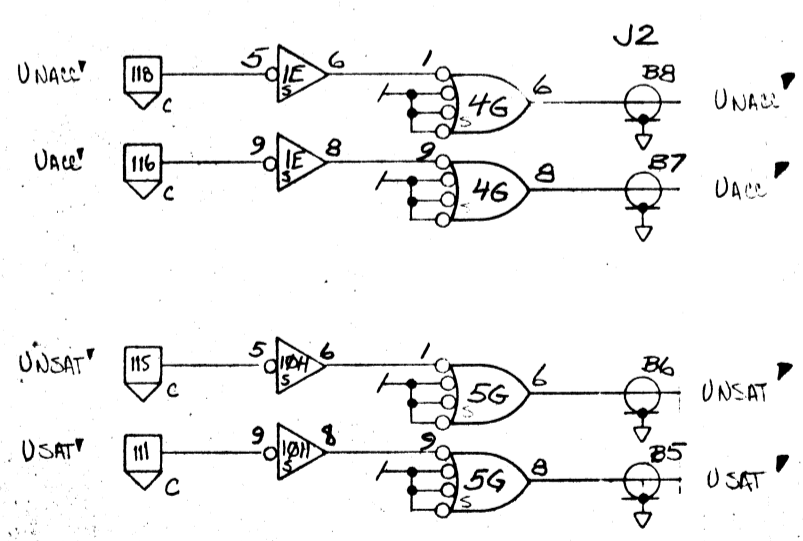 J2
UNACC' 118 C 5 1E S 6 1 4G S 6 B8 UNACC'
UACC' 116 C 9 1E S 8 9 4G S 8 B7 UACC'
UNSAT' 115 C 5 10H S 6 1 5G S 6 B6 UNSAT'
USAT' 111 C 9 10H S 8 9 5G S 8 B5 USAT'